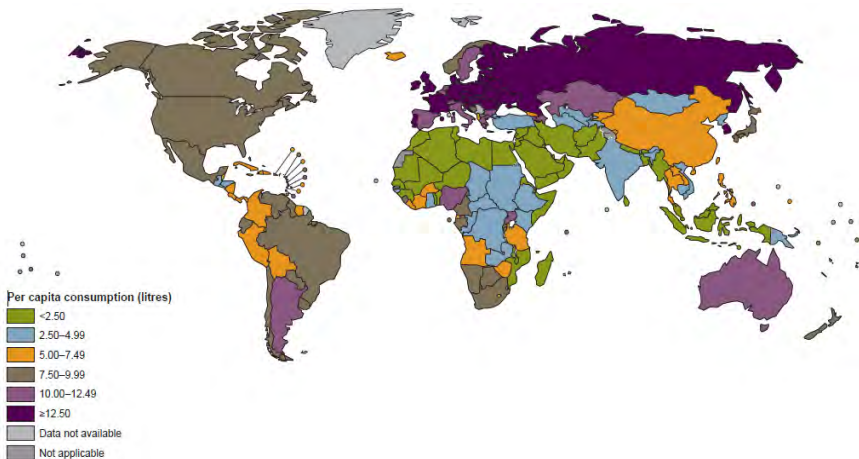 Per capita consumption (litres)
<2.50
2.50–4.99
5.00–7.49
7.50–9.99
10.00–12.49
≥12.50
Data not available
Not applicable